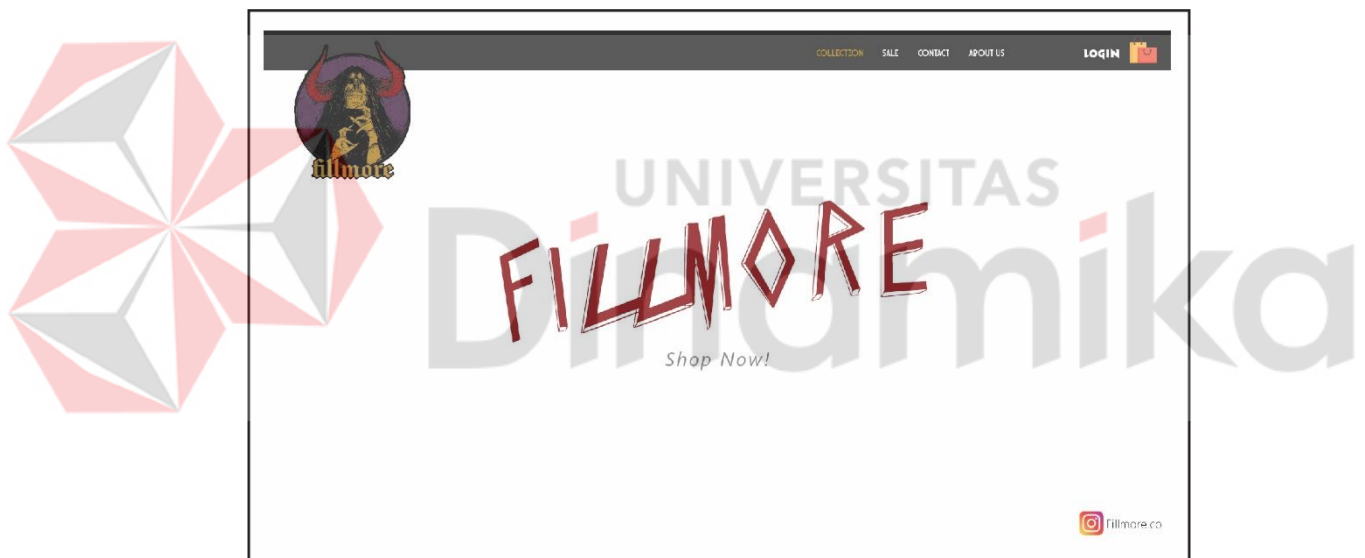 COLLECTION SALE CONTACT ABOUT US LOGIN
fillmore
UNIVERSITAS
Dinamika
FILLMORE
Shop Now!
Fillmore.co